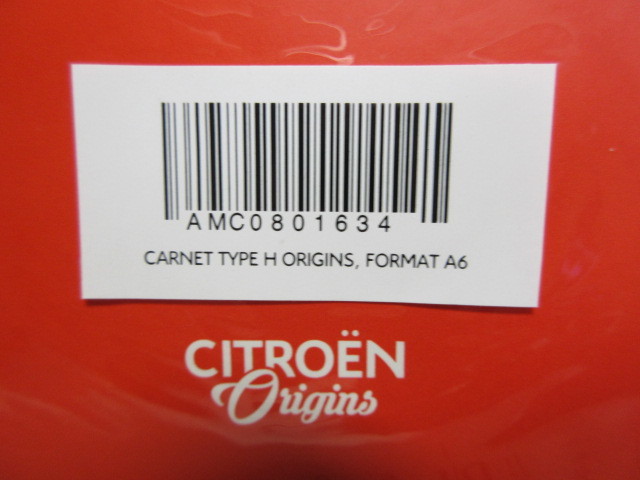 AMC0801634
CARNET TYPE H ORIGINS, FORMAT A6
CITROËN
Origins